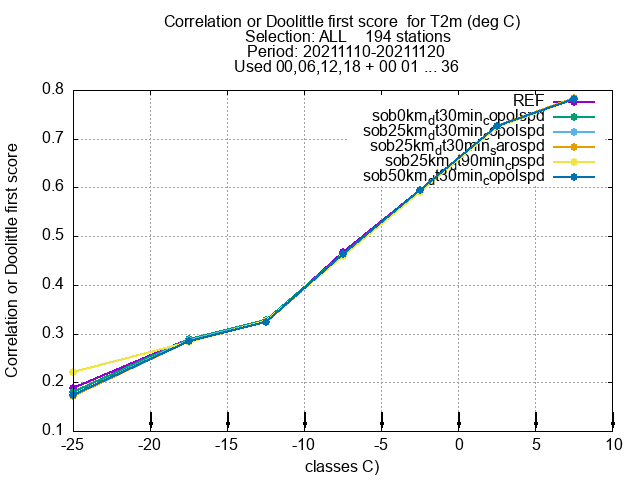 Correlation or Doolittle first score  for T2m (deg C)
Selection: ALL    194 stations
Period: 20211110-20211120
Used 00,06,12,18 + 00 01 ... 36
REF
sob0km_dt30min_copolspd
sob25km_dt30min_copolspd
sob25km_dt30min_sarospd
sob25km_dt90min_cpspd
sob50km_dt30min_copolspd
Correlation or Doolittle first score
0.8
0.7
0.6
0.5
0.4
0.3
0.2
0.1
-25 -20 -15 -10 -5 0 5 10
classes C)